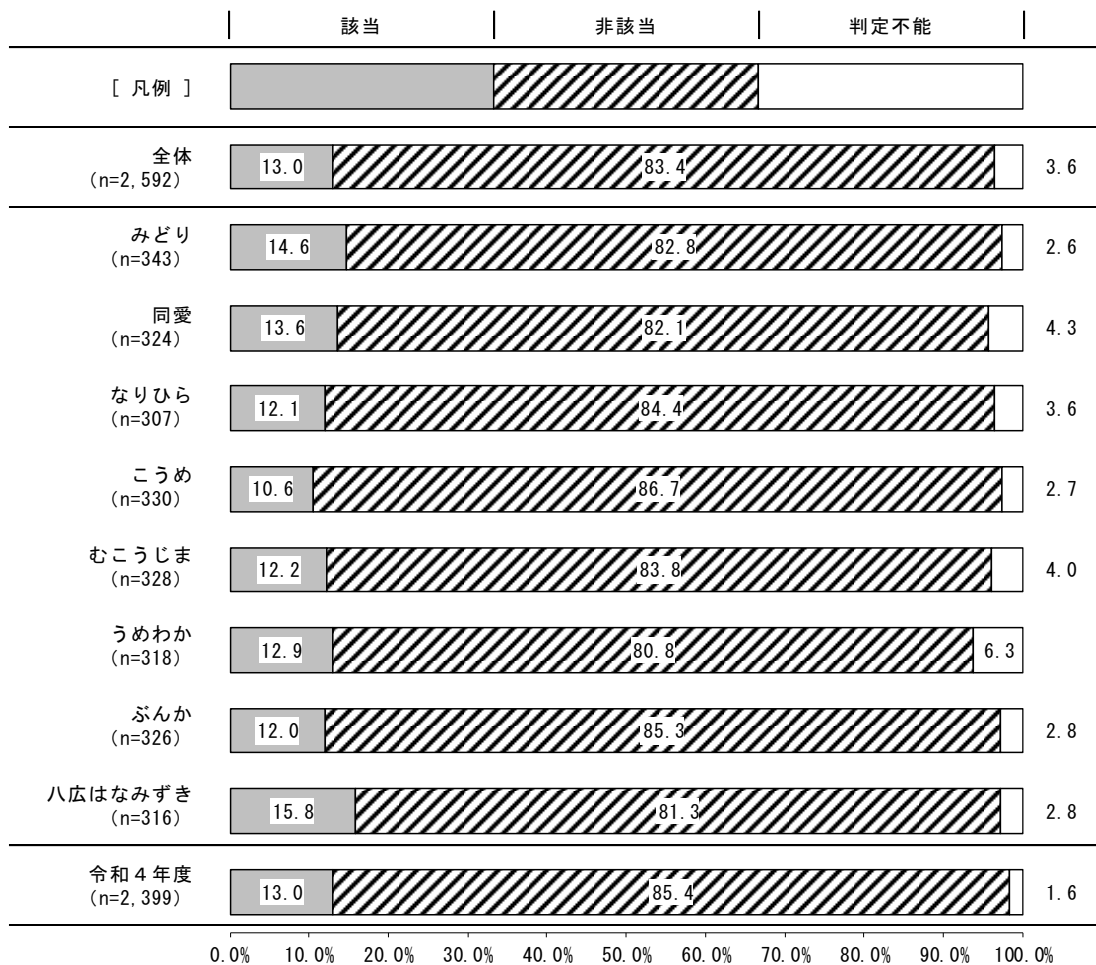 該当 非該当 判定不能
[ 凡例 ]
全体
(n=2,592)
13.0 83.4 3.6
みどり
(n=343)
14.6 82.8 2.6
同愛
(n=324)
13.6 82.1 4.3
なりひら
(n=307)
12.1 84.4 3.6
こうめ
(n=330)
10.6 86.7 2.7
むこうじま
(n=328)
12.2 83.8 4.0
うめわか
(n=318)
12.9 80.8 6.3
ぶんか
(n=326)
12.0 85.3 2.8
八広はなみずき
(n=316)
15.8 81.3 2.8
令和４年度
(n=2,399)
13.0 85.4 1.6
0.0% 10.0% 20.0% 30.0% 40.0% 50.0% 60.0% 70.0% 80.0% 90.0% 100.0%